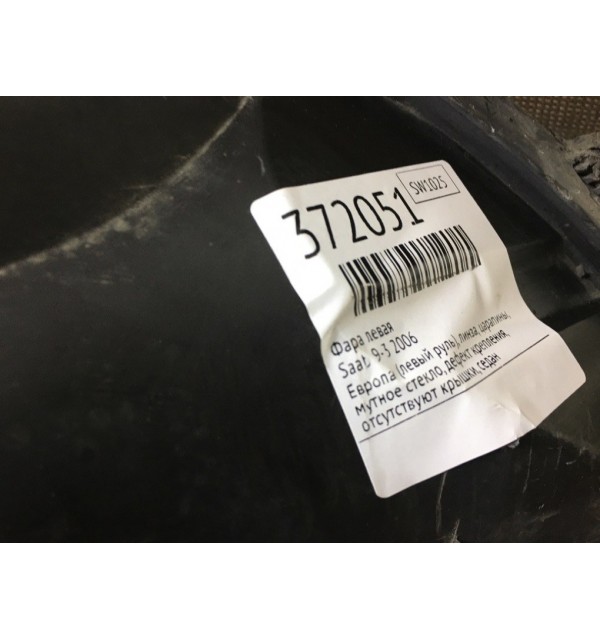 SW1025
372051
Фара левая
Saab 9-3 2006
Европа (левый руль), линза, царапины,
мутное стекло, дефект крепления,
отсутствуют крышки, седан